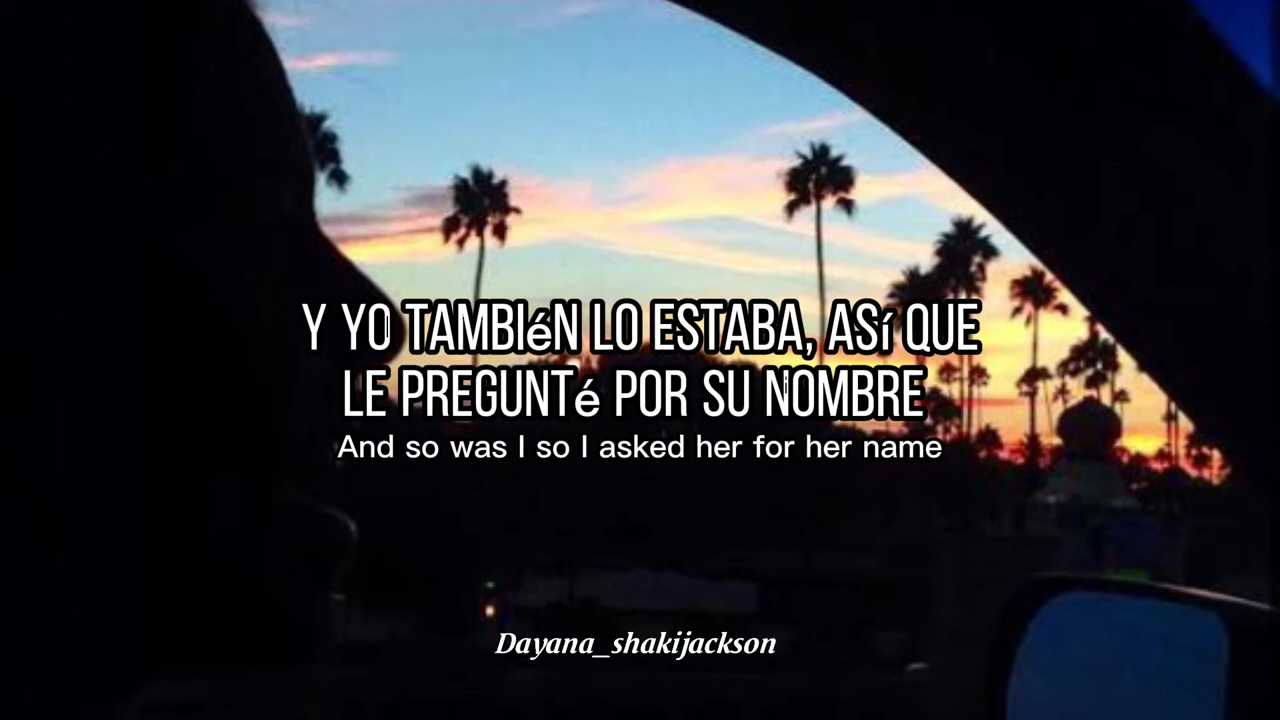 Y YO TAMBIéN LO ESTABA, ASí QUE
LE PREGUNTé POR SU NOMBRE
And so was I so I asked her for her name
Dayana_shakijackson